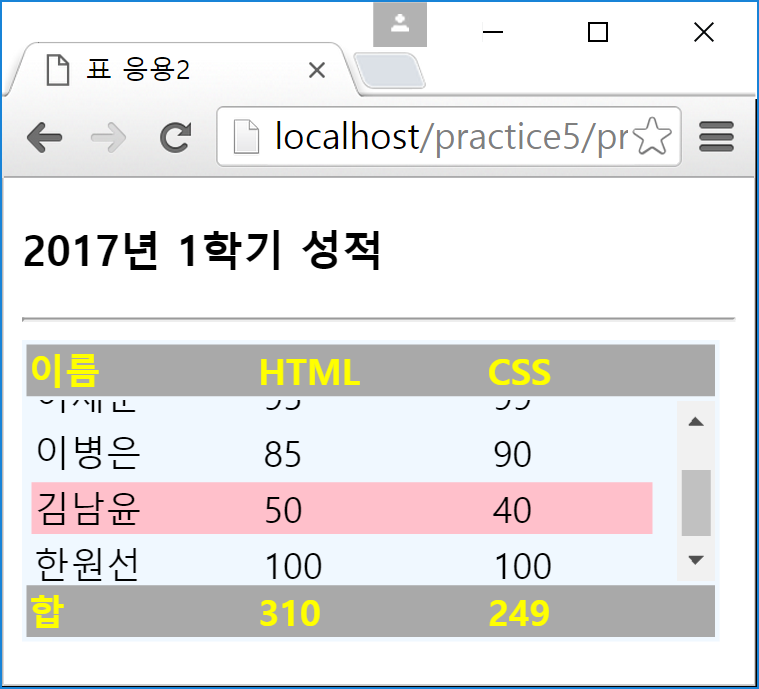 표 응용2
localhost/practice5/pr
2017년 1학기 성적
이름 HTML CSS
이병은 85 90
김남윤 50 40
한원선 100 100
합 310 249